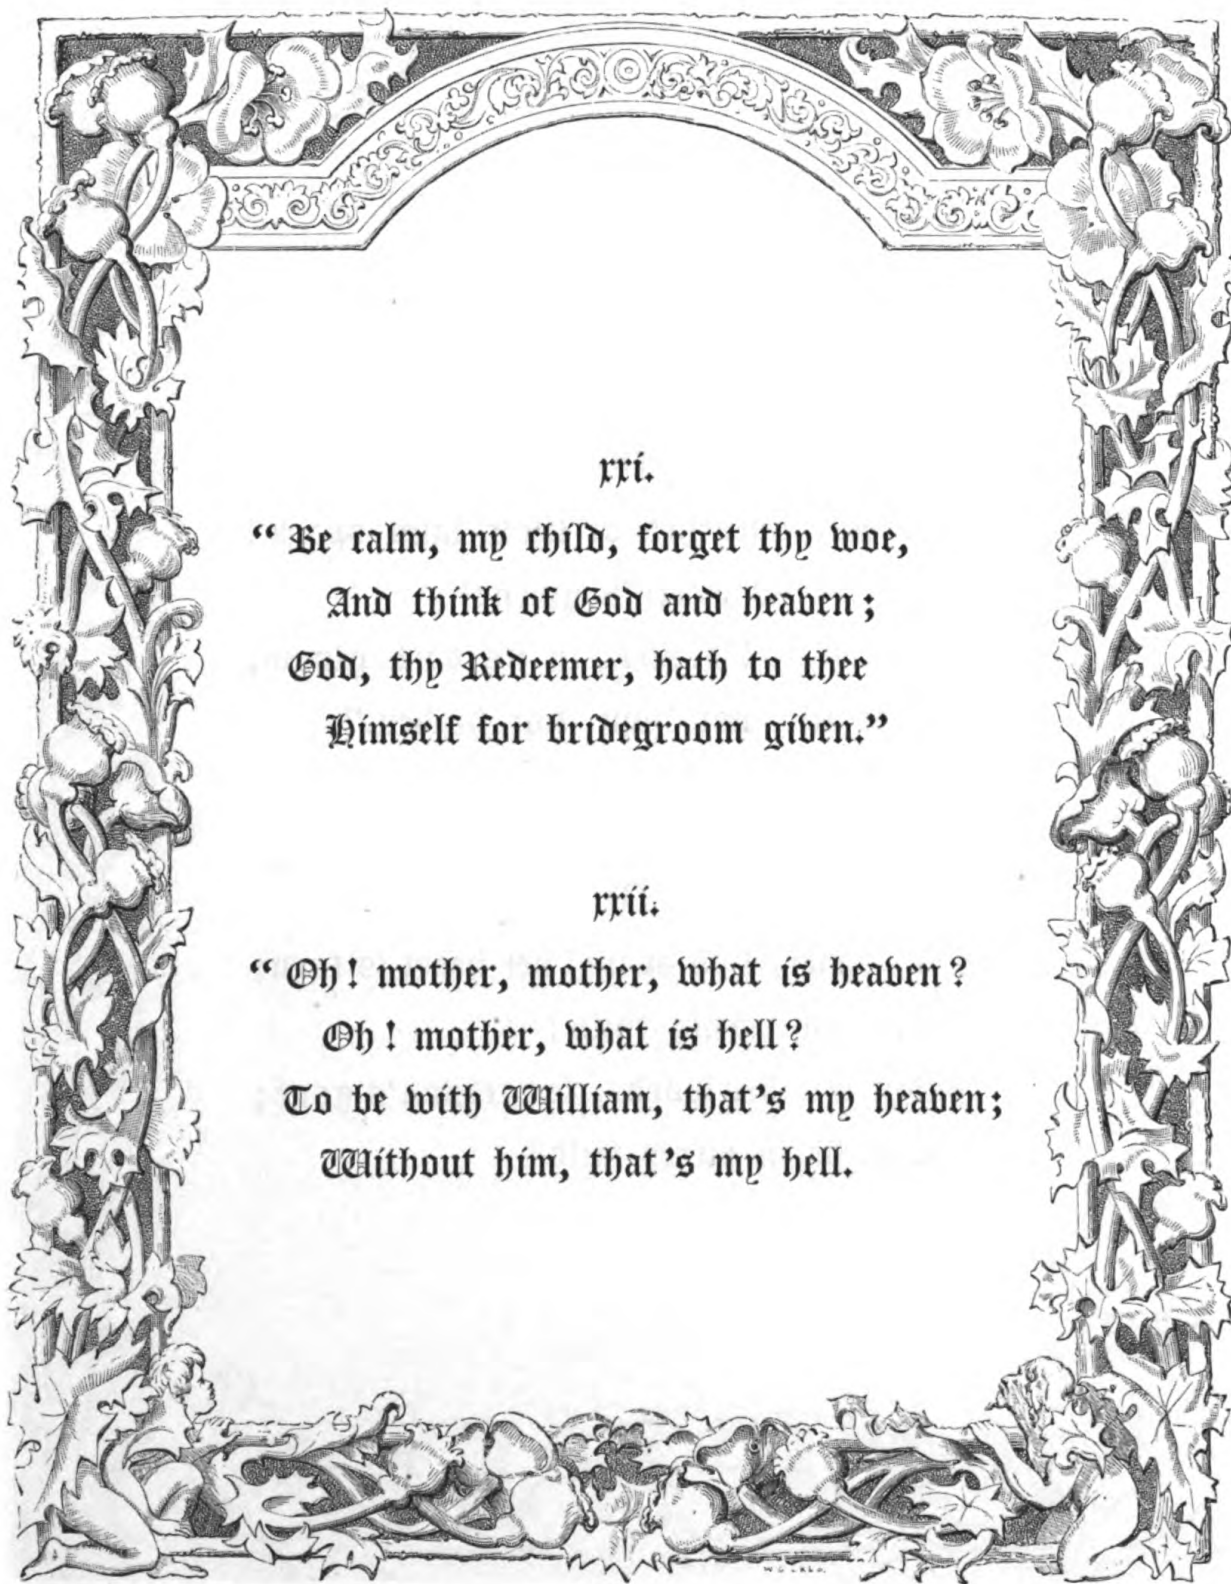 xxi.
“Be calm, my child, forget thy woe,
And think of God and heaven;
God, thy Redeemer, hath to thee
Himself for bridegroom given.”
xxii.
“Oh! mother, mother, what is heaven?
Oh! mother, what is hell?
To be with William, that's my heaven;
Without him, that's my hell.